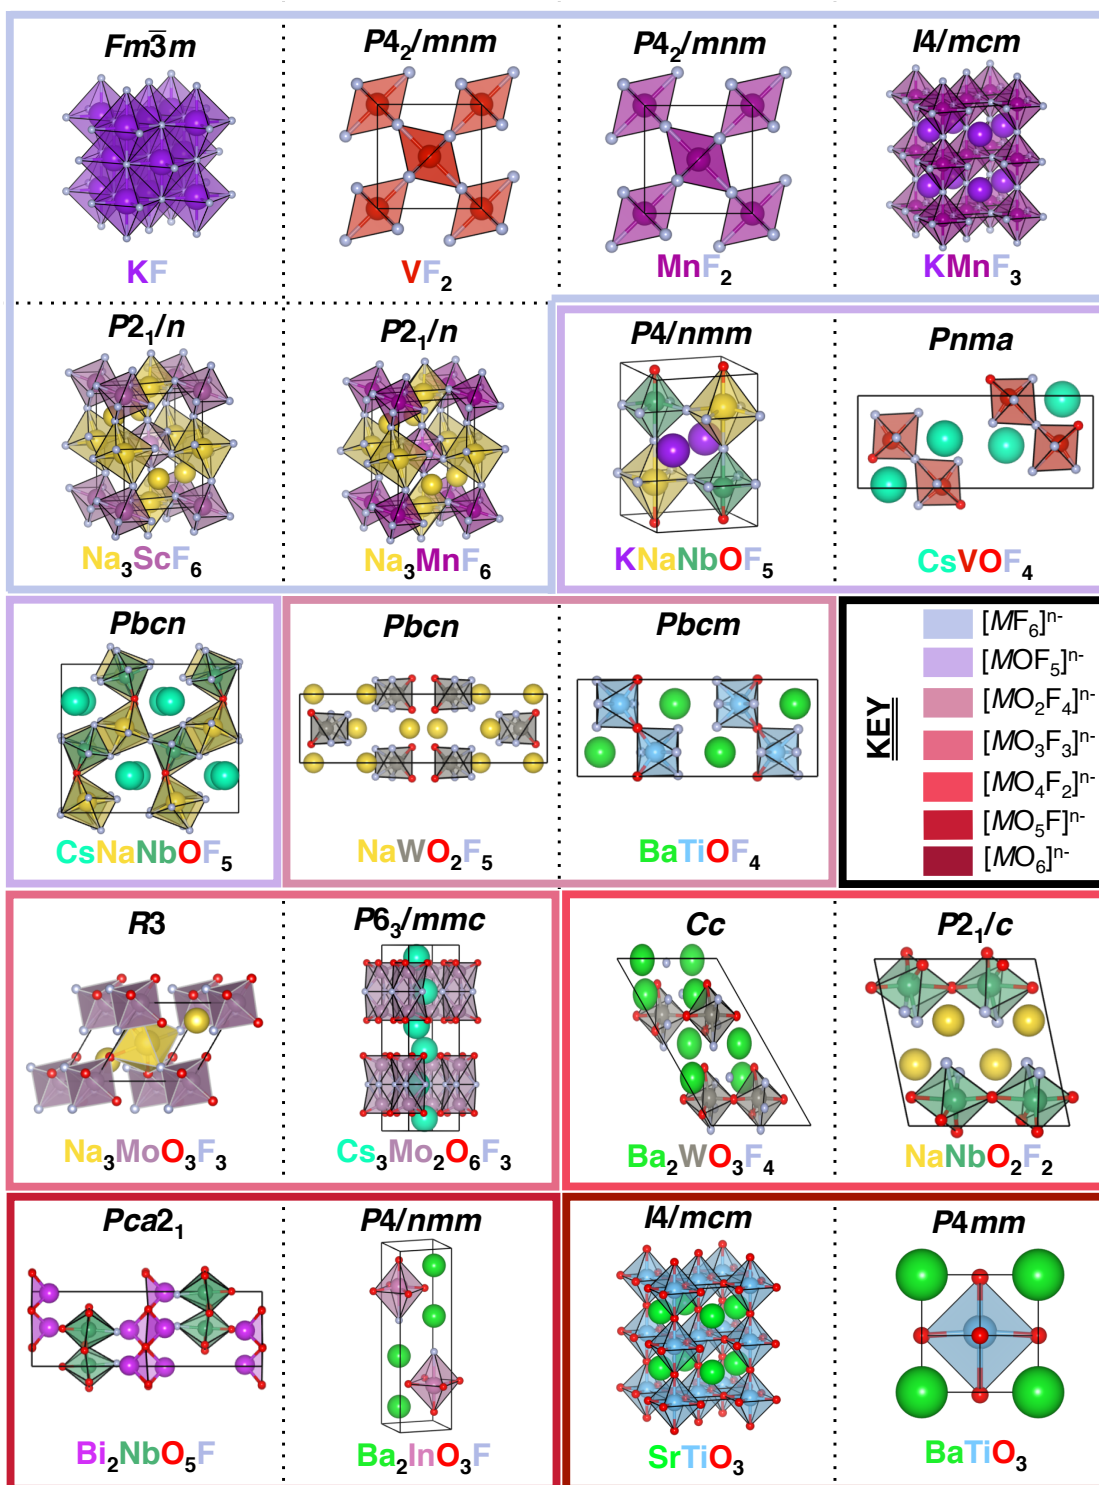 Fm3̅m P4₂/mnm P4₂/mnm I4/mcm
KF VF₂ MnF₂ KMnF₃
P2₁/n P2₁/n P4/nmm Pnma
Na₃ScF₆ Na₃MnF₆ KNaNbOF₅ CsVOF₄
Pbcn Pbcn Pbcm
CsNaNbOF₅ NaWO₂F₅ BaTiOF₄
KEY
[MF₆]ⁿ⁻
[MOF₅]ⁿ⁻
[MO₂F₄]ⁿ⁻
[MO₃F₃]ⁿ⁻
[MO₄F₂]ⁿ⁻
[MO₅F]ⁿ⁻
[MO₆]ⁿ⁻
R3 P6₃/mmc Cc P2₁/c
Na₃MoO₃F₃ Cs₃Mo₂O₆F₃ Ba₂WO₃F₄ NaNbO₂F₂
Pca2₁ P4/nmm I4/mcm P4mm
Bi₂NbO₅F Ba₂InO₃F SrTiO₃ BaTiO₃